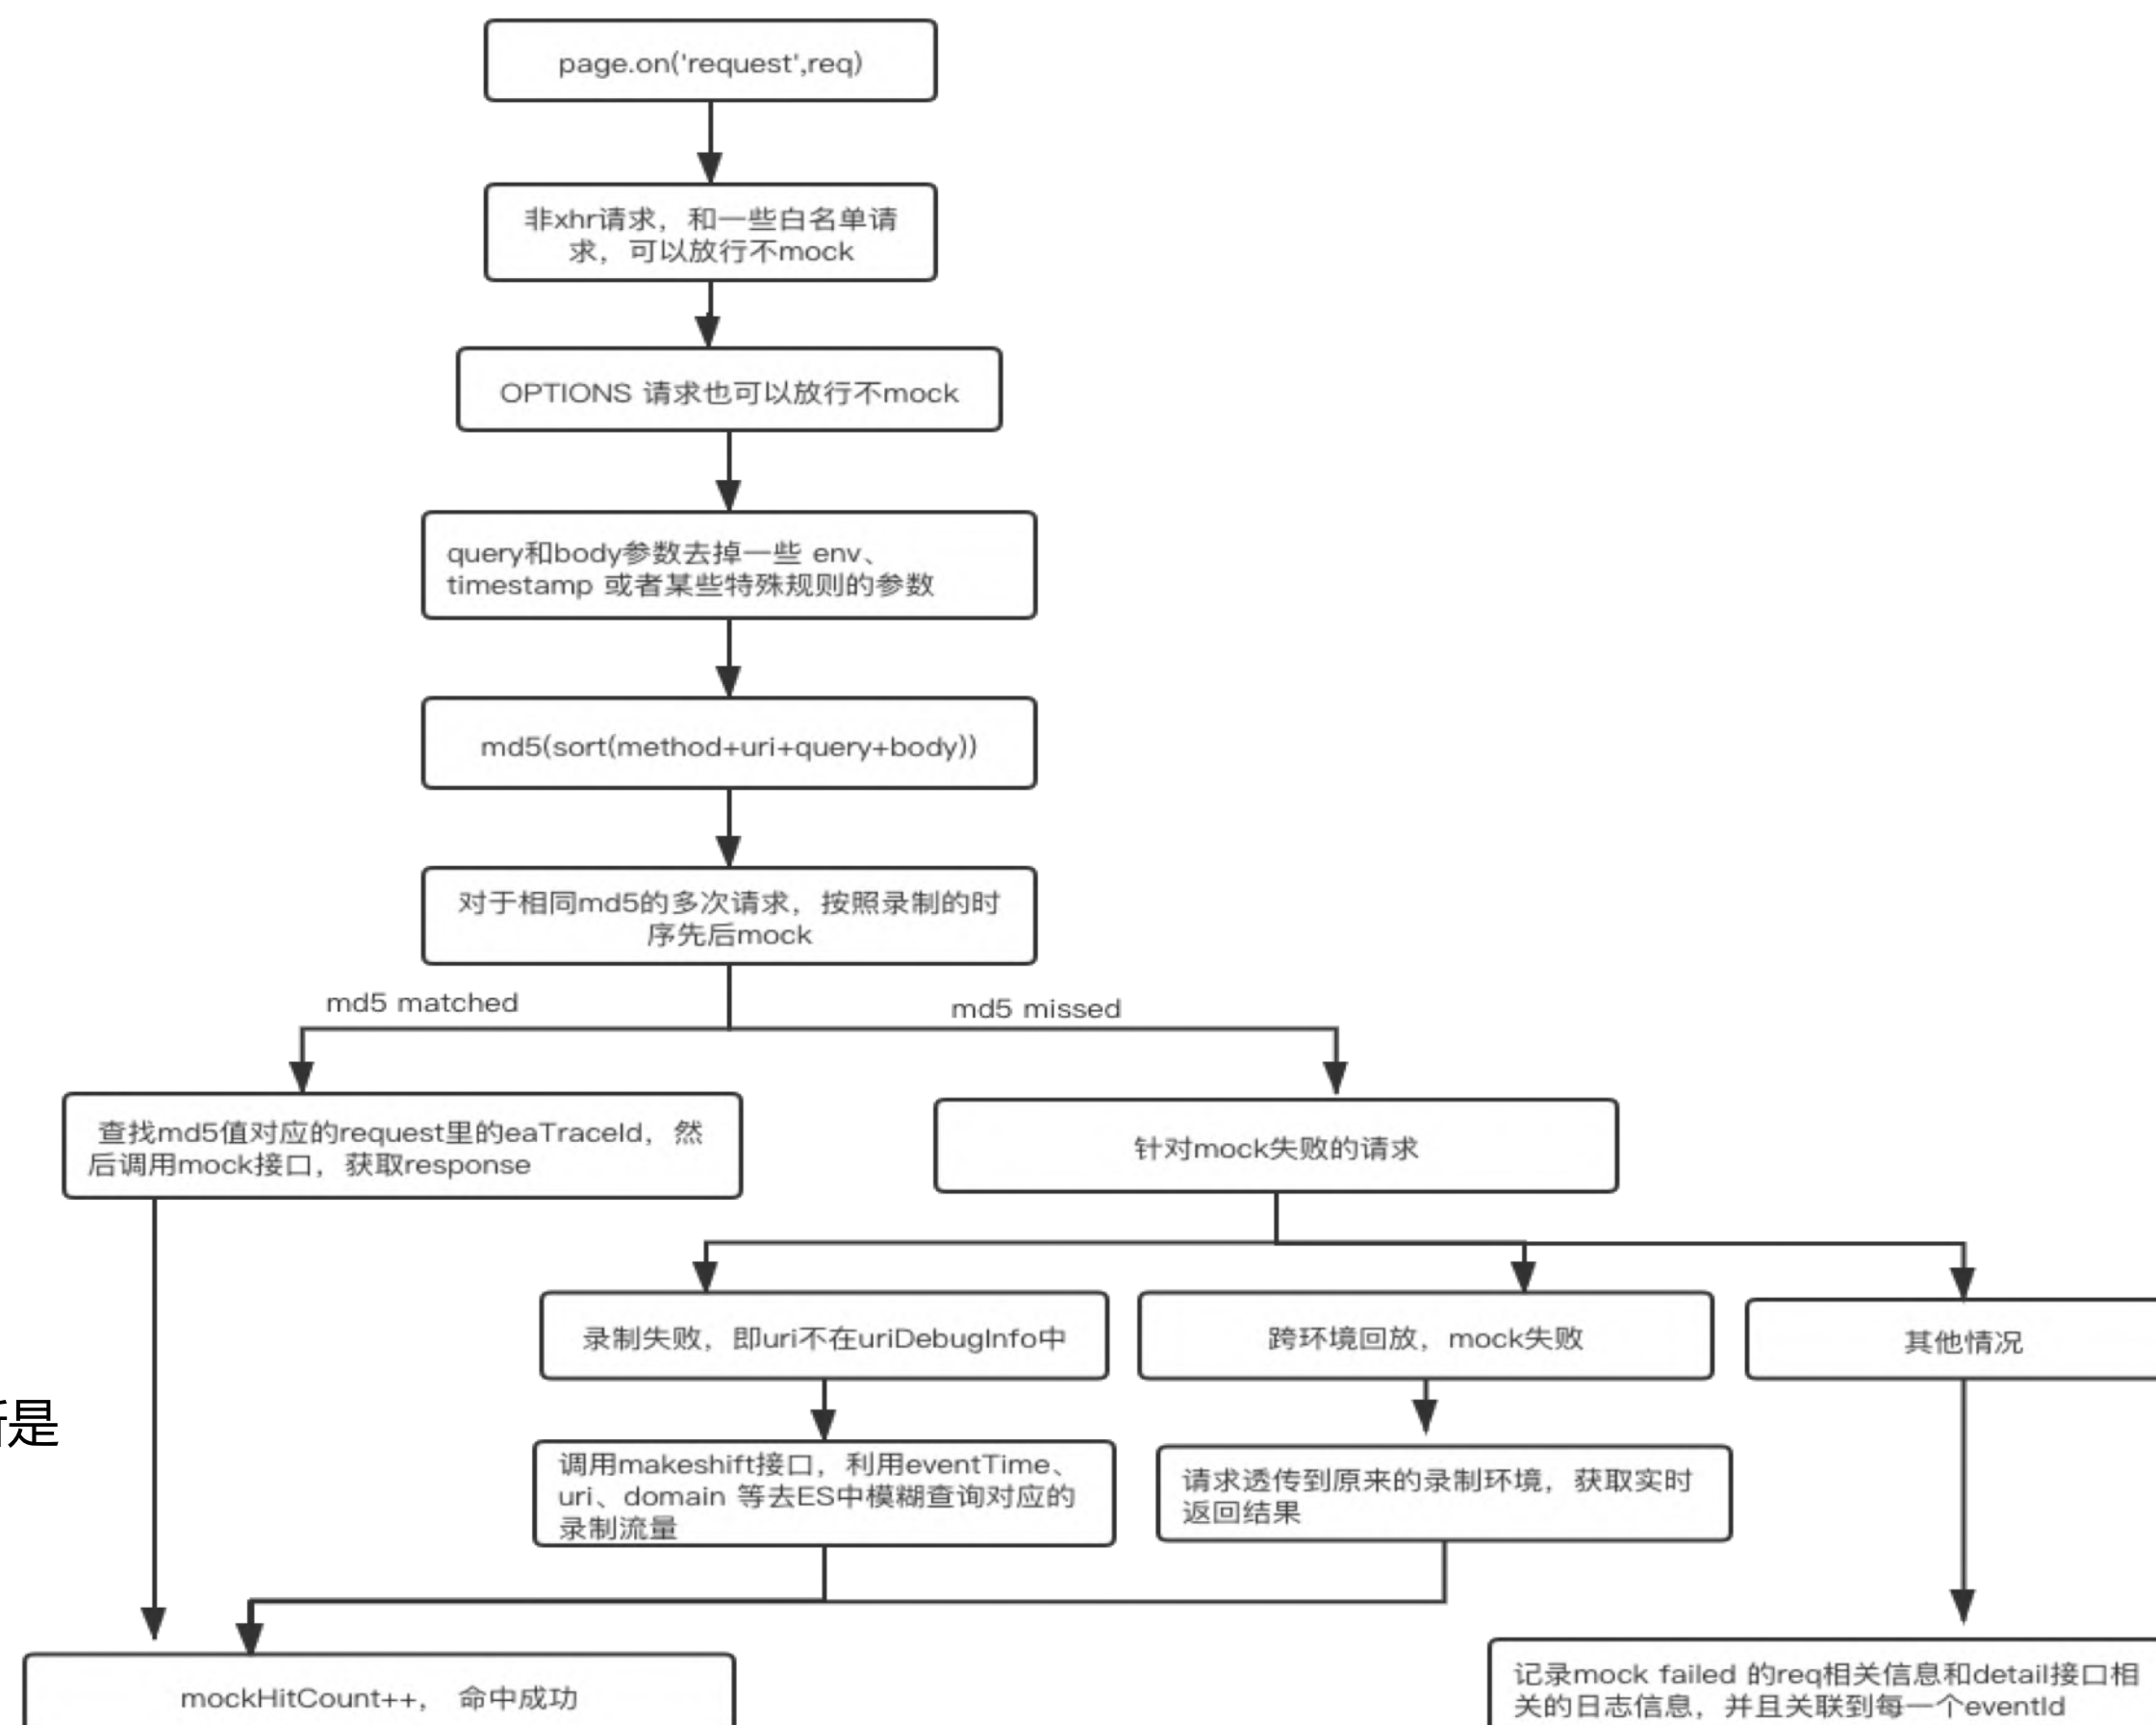 page.on('request',req)
非xhr请求，和一些白名单请
求，可以放行不mock
OPTIONS 请求也可以放行不mock
query和body参数去掉一些 env、
timestamp 或者某些特殊规则的参数
md5(sort(method+uri+query+body))
对于相同md5的多次请求，按照录制的时
序先后mock
md5 matched
md5 missed
查找md5值对应的request里的eaTraceId，然
后调用mock接口，获取response
针对mock失败的请求
录制失败，即uri不在uriDebugInfo中
跨环境回放，mock失败
其他情况
是
调用makeshift接口，利用eventTime、
uri、domain 等去ES中模糊查询对应的
录制流量
请求透传到原来的录制环境，获取实时
返回结果
mockHitCount++， 命中成功
记录mock failed 的req相关信息和detail接口相
关的日志信息，并且关联到每一个eventId